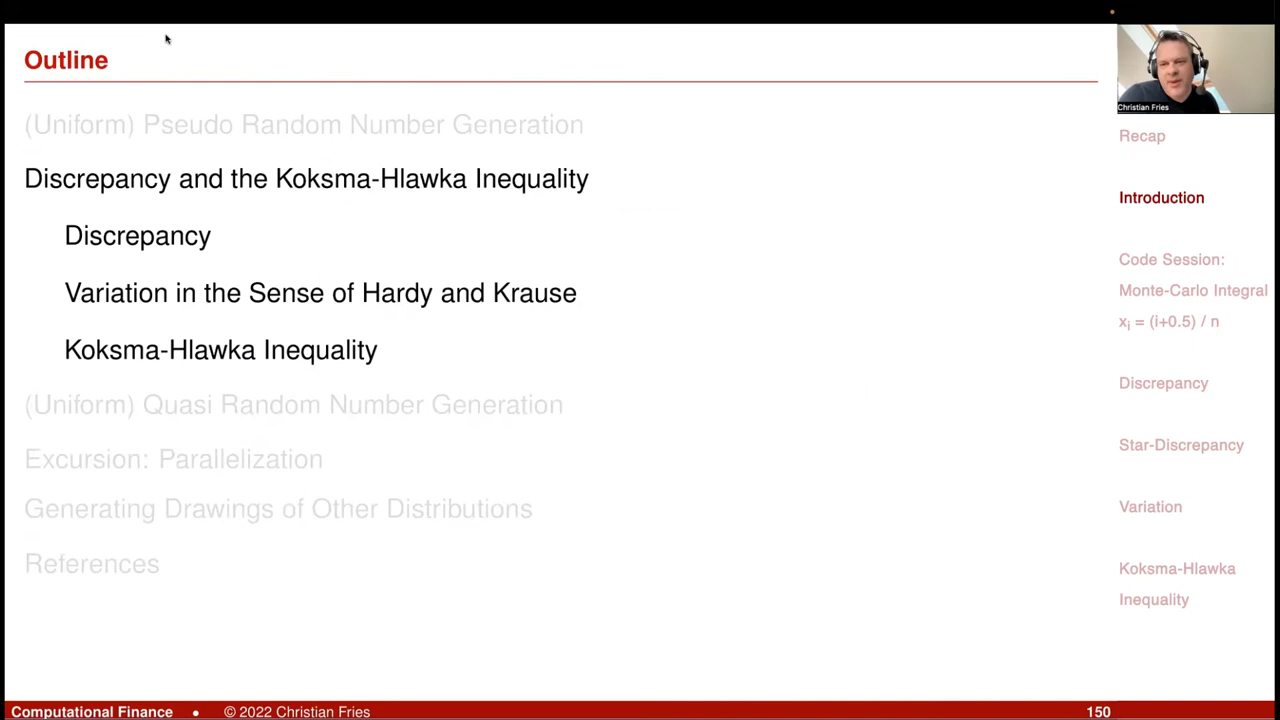 Outline
(Uniform) Pseudo Random Number Generation
Discrepancy and the Koksma-Hlawka Inequality
Discrepancy
Variation in the Sense of Hardy and Krause
Koksma-Hlawka Inequality
(Uniform) Quasi Random Number Generation
Excursion: Parallelization
Generating Drawings of Other Distributions
References
Christian Fries
Recap
Introduction
Code Session:
Monte-Carlo Integral
xᵢ = (i+0.5) / n
Discrepancy
Star-Discrepancy
Variation
Koksma-Hlawka
Inequality
Computational Finance • © 2022 Christian Fries 150